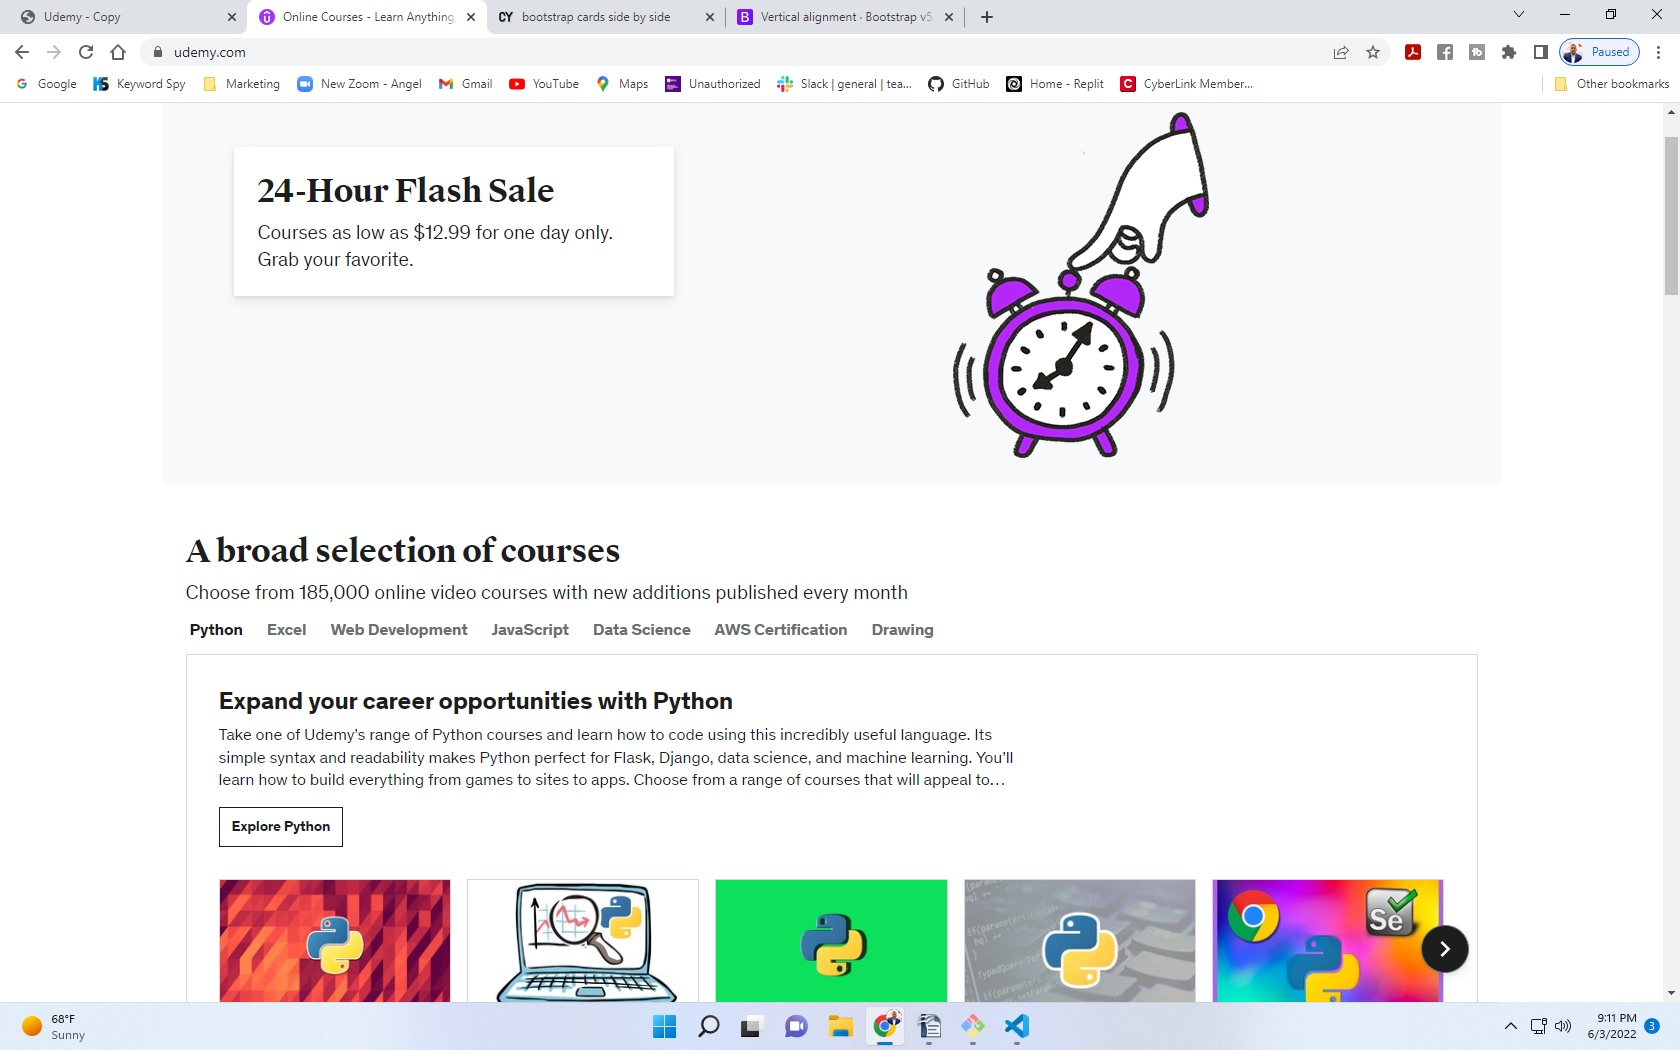 Udemy - Copy
Online Courses - Learn Anything,
CY bootstrap cards side by side
B Vertical alignment · Bootstrap v5.
udemy.com
Paused
Google
Keyword Spy
Marketing
New Zoom - Angel
Gmail
YouTube
Maps
Unauthorized
Slack | general | tea...
GitHub
Home - Replit
CyberLink Member...
Other bookmarks
24-Hour Flash Sale
Courses as low as $12.99 for one day only.
Grab your favorite.
A broad selection of courses
Choose from 185,000 online video courses with new additions published every month
Python Excel Web Development JavaScript Data Science AWS Certification Drawing
Expand your career opportunities with Python
Take one of Udemy’s range of Python courses and learn how to code using this incredibly useful language. Its
simple syntax and readability makes Python perfect for Flask, Django, data science, and machine learning. You’ll
learn how to build everything from games to sites to apps. Choose from a range of courses that will appeal to…
Explore Python
Se
68°F
Sunny
9:11 PM
6/3/2022
3